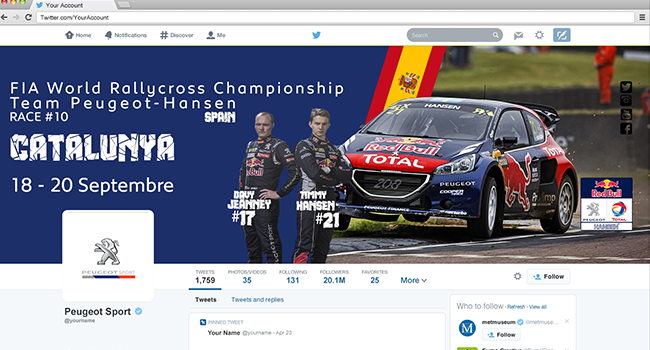 Your Account
Twitter.com/YourAccount
Home Notifications Discover Me
Search
FIA World Rallycross Championship
Team Peugeot-Hansen
RACE #10
SPAIN
CATALUNYA
18 - 20 Septembre
DAVY
JEANNEY
#17
TIMMY
HANSEN
#21
HANSEN
Red Bull
TOTAL
208
PEUGEOT
COOPER
Red Bull
PEUGEOT
TOTAL
HANSEN
PEUGEOT SPORT
TWEETS PHOTOS/VIDEOS FOLLOWING FOLLOWERS FAVORITES
1,759 35 131 20.1M 25 More
Follow
Peugeot Sport
@yourname
Tweets Tweets and replies
PINNED TWEET
Your Name @yourname - Apr 23
Who to follow · Refresh · View all
metmuseum @metmuse...
Follow